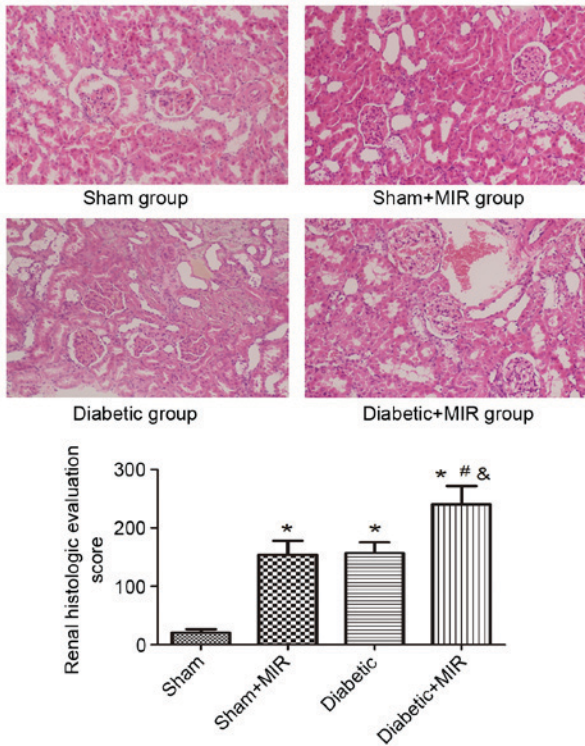 Sham group
Sham+MIR group
Diabetic group
Diabetic+MIR group
Renal histologic evaluation
score
300
200
100
0
*
*
* # &
Sham
Sham+MIR
Diabetic
Diabetic+MIR